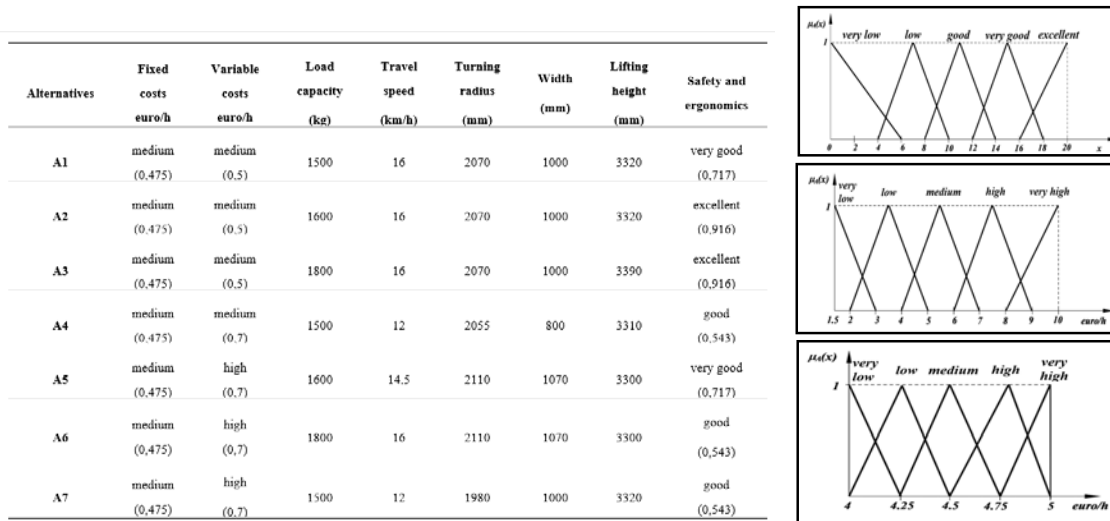 Alternatives Fixed costs euro/h Variable costs euro/h Load capacity (kg) Travel speed (km/h) Turning radius (mm) Width (mm) Lifting height (mm) Safety and ergonomics
A1 medium (0,475) medium (0,5) 1500 16 2070 1000 3320 very good (0,717)
A2 medium (0,475) medium (0,5) 1600 16 2070 1000 3320 excellent (0,916)
A3 medium (0,475) medium (0,5) 1800 16 2070 1000 3390 excellent (0,916)
A4 medium (0,475) medium (0,7) 1500 12 2055 800 3310 good (0,543)
A5 medium (0,475) high (0,7) 1600 14.5 2110 1070 3300 very good (0,717)
A6 medium (0,475) high (0,7) 1800 16 2110 1070 3300 good (0,543)
A7 medium (0,475) high (0,7) 1500 12 1980 1000 3320 good (0,543)
very low low good very good excellent
1
0 2 4 6 8 10 12 14 16 18 20 x
very low low medium high very high
1
1.5 2 3 4 5 6 7 8 9 10 euro/h
very low low medium high very high
1
4 4.25 4.5 4.75 5 euro/h